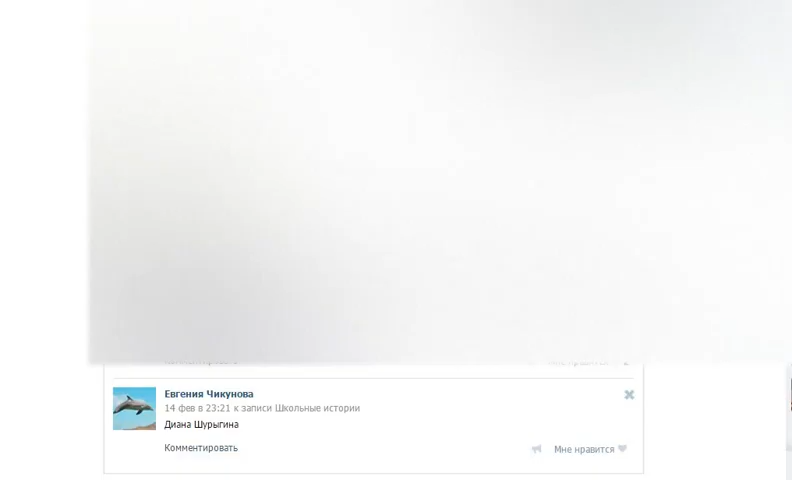 Евгения Чикунова
14 фев в 23:21 к записи Школьные истории
Диана Шурыгина
Комментировать
Мне нравится